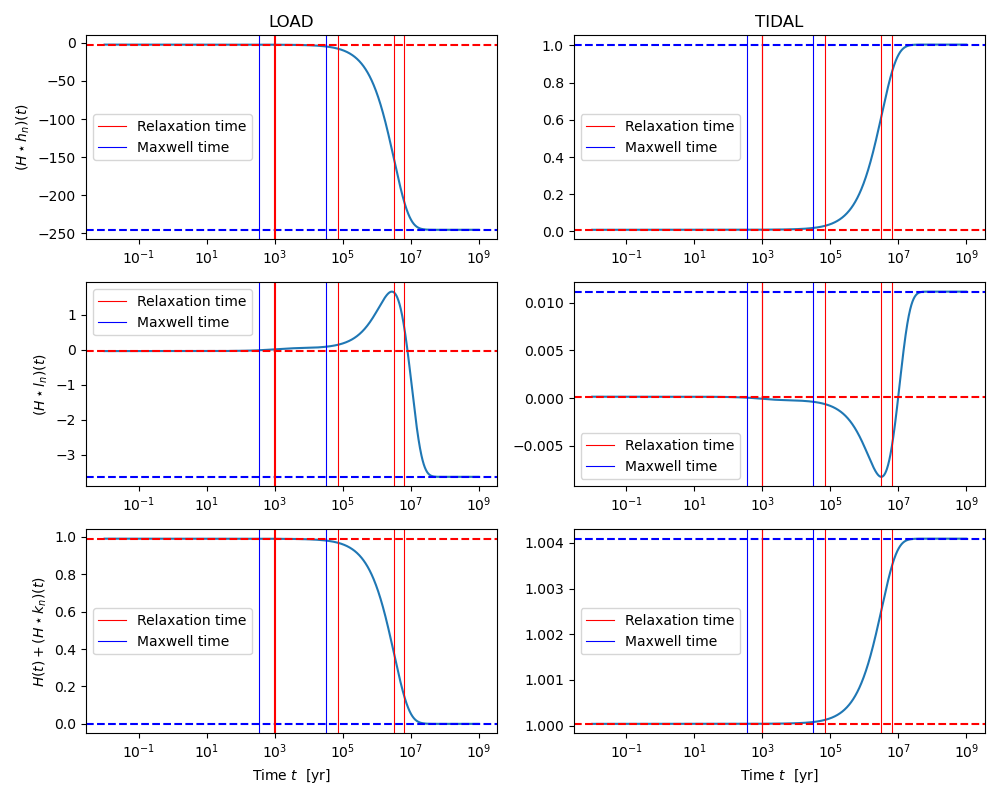 LOAD
TIDAL
(H ⋆ hₙ)(t)
0
−50
−100
−150
−200
−250
Relaxation time
Maxwell time
10⁻¹ 10¹ 10³ 10⁵ 10⁷ 10⁹
1.0
0.8
0.6
0.4
0.2
0.0
Relaxation time
Maxwell time
10⁻¹ 10¹ 10³ 10⁵ 10⁷ 10⁹
(H ⋆ lₙ)(t)
1
0
−1
−2
−3
Relaxation time
Maxwell time
10⁻¹ 10¹ 10³ 10⁵ 10⁷ 10⁹
0.010
0.005
0.000
−0.005
Relaxation time
Maxwell time
10⁻¹ 10¹ 10³ 10⁵ 10⁷ 10⁹
H(t) + (H ⋆ kₙ)(t)
1.0
0.8
0.6
0.4
0.2
0.0
Relaxation time
Maxwell time
10⁻¹ 10¹ 10³ 10⁵ 10⁷ 10⁹
Time t [yr]
1.004
1.003
1.002
1.001
1.000
Relaxation time
Maxwell time
10⁻¹ 10¹ 10³ 10⁵ 10⁷ 10⁹
Time t [yr]